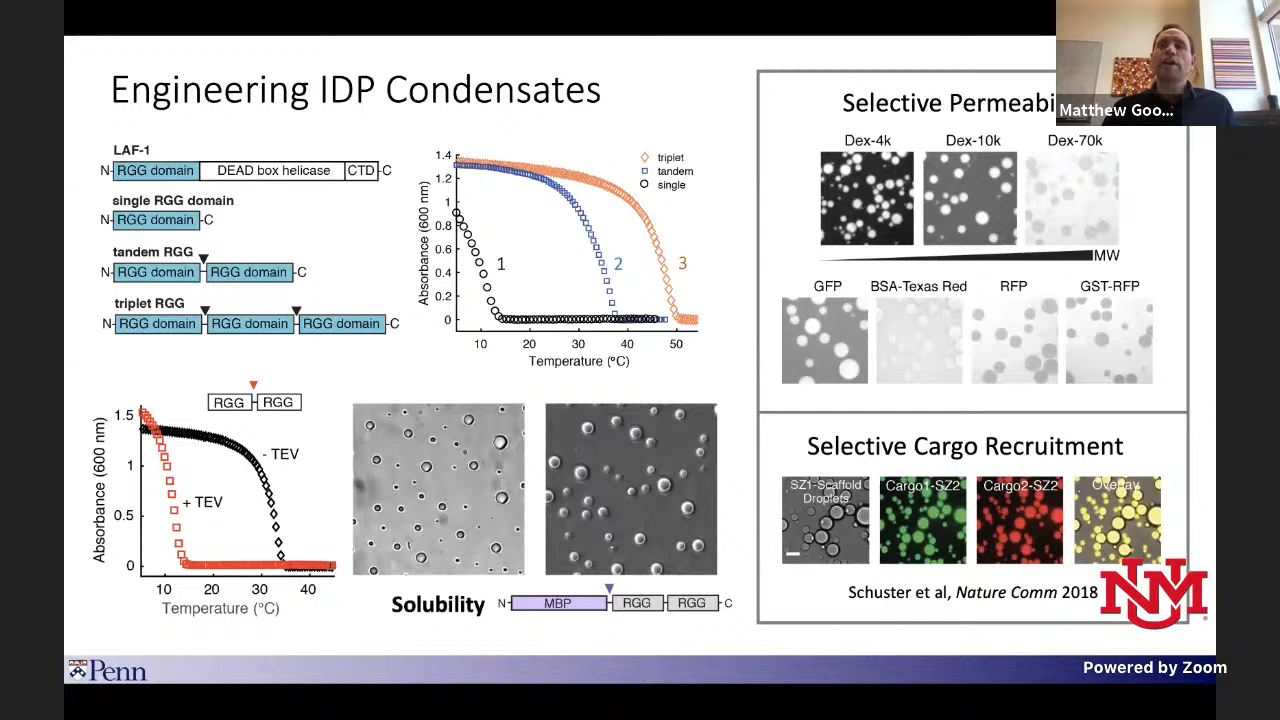 Engineering IDP Condensates
LAF-1
N- RGG domain DEAD box helicase CTD -C
single RGG domain
N- RGG domain -C
tandem RGG
N- RGG domain RGG domain -C
triplet RGG
N- RGG domain RGG domain RGG domain -C
1.4
1.2
1
0.8
0.6
0.4
0.2
0
Absorbance (600 nm)
triplet
tandem
single
1
2
3
10 20 30 40 50
Temperature (°C)
RGG RGG
1.5
1
0.5
0
Absorbance (600 nm)
- TEV
+ TEV
10 20 30 40
Temperature (°C)
Solubility
N MBP RGG RGG C
Selective Permeabi
Dex-4k Dex-10k Dex-70k
MW
GFP BSA-Texas Red RFP GST-RFP
Selective Cargo Recruitment
SZ1-Scaffold
Droplets
Cargo1-SZ2 Cargo2-SZ2 Overlay
Schuster et al, Nature Comm 2018
Matthew Goo...
UNM
Penn
Powered by Zoom